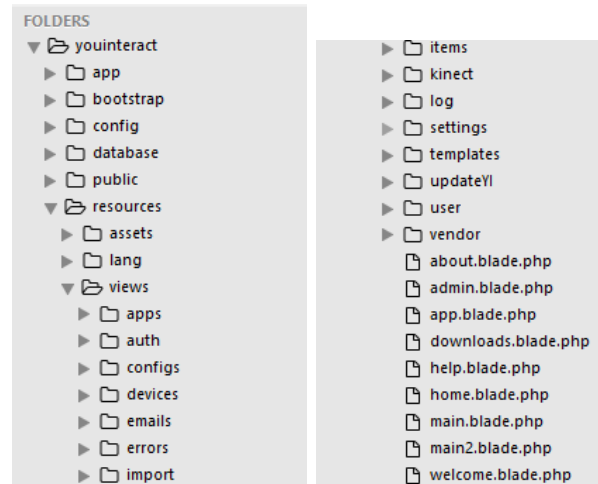 FOLDERS
youinteract
app
bootstrap
config
database
public
resources
assets
lang
views
apps
auth
configs
devices
emails
errors
import
items
kinect
log
settings
templates
updateYI
user
vendor
about.blade.php
admin.blade.php
app.blade.php
downloads.blade.php
help.blade.php
home.blade.php
main.blade.php
main2.blade.php
welcome.blade.php